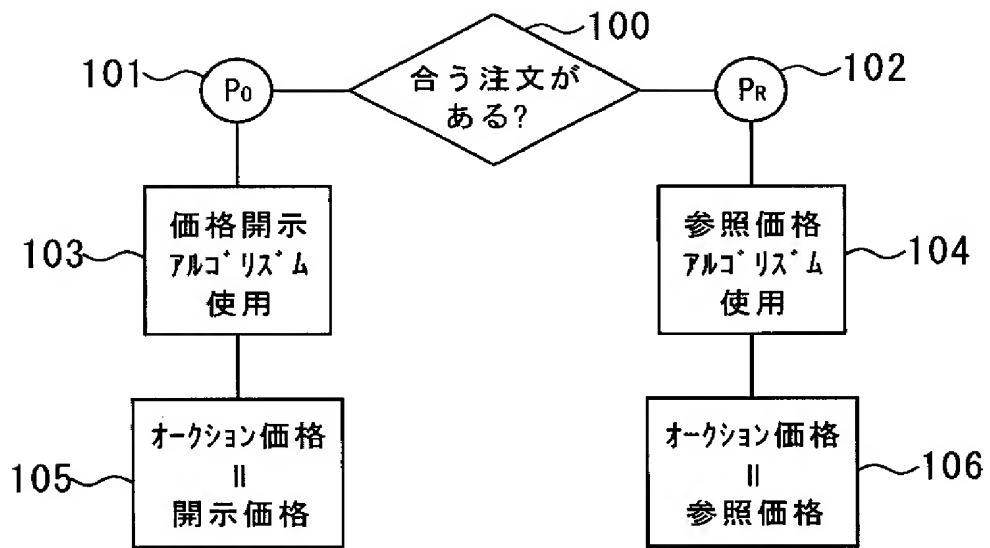 100
101
P0
合う注文が
ある?
PR
102
103
価格開示
ｱﾙｺﾞﾘｽﾞﾑ
使用
参照価格
ｱﾙｺﾞﾘｽﾞﾑ
使用
104
105
ｵｰｸｼｮﾝ価格
॥
開示価格
ｵｰｸｼｮﾝ価格
॥
参照価格
106